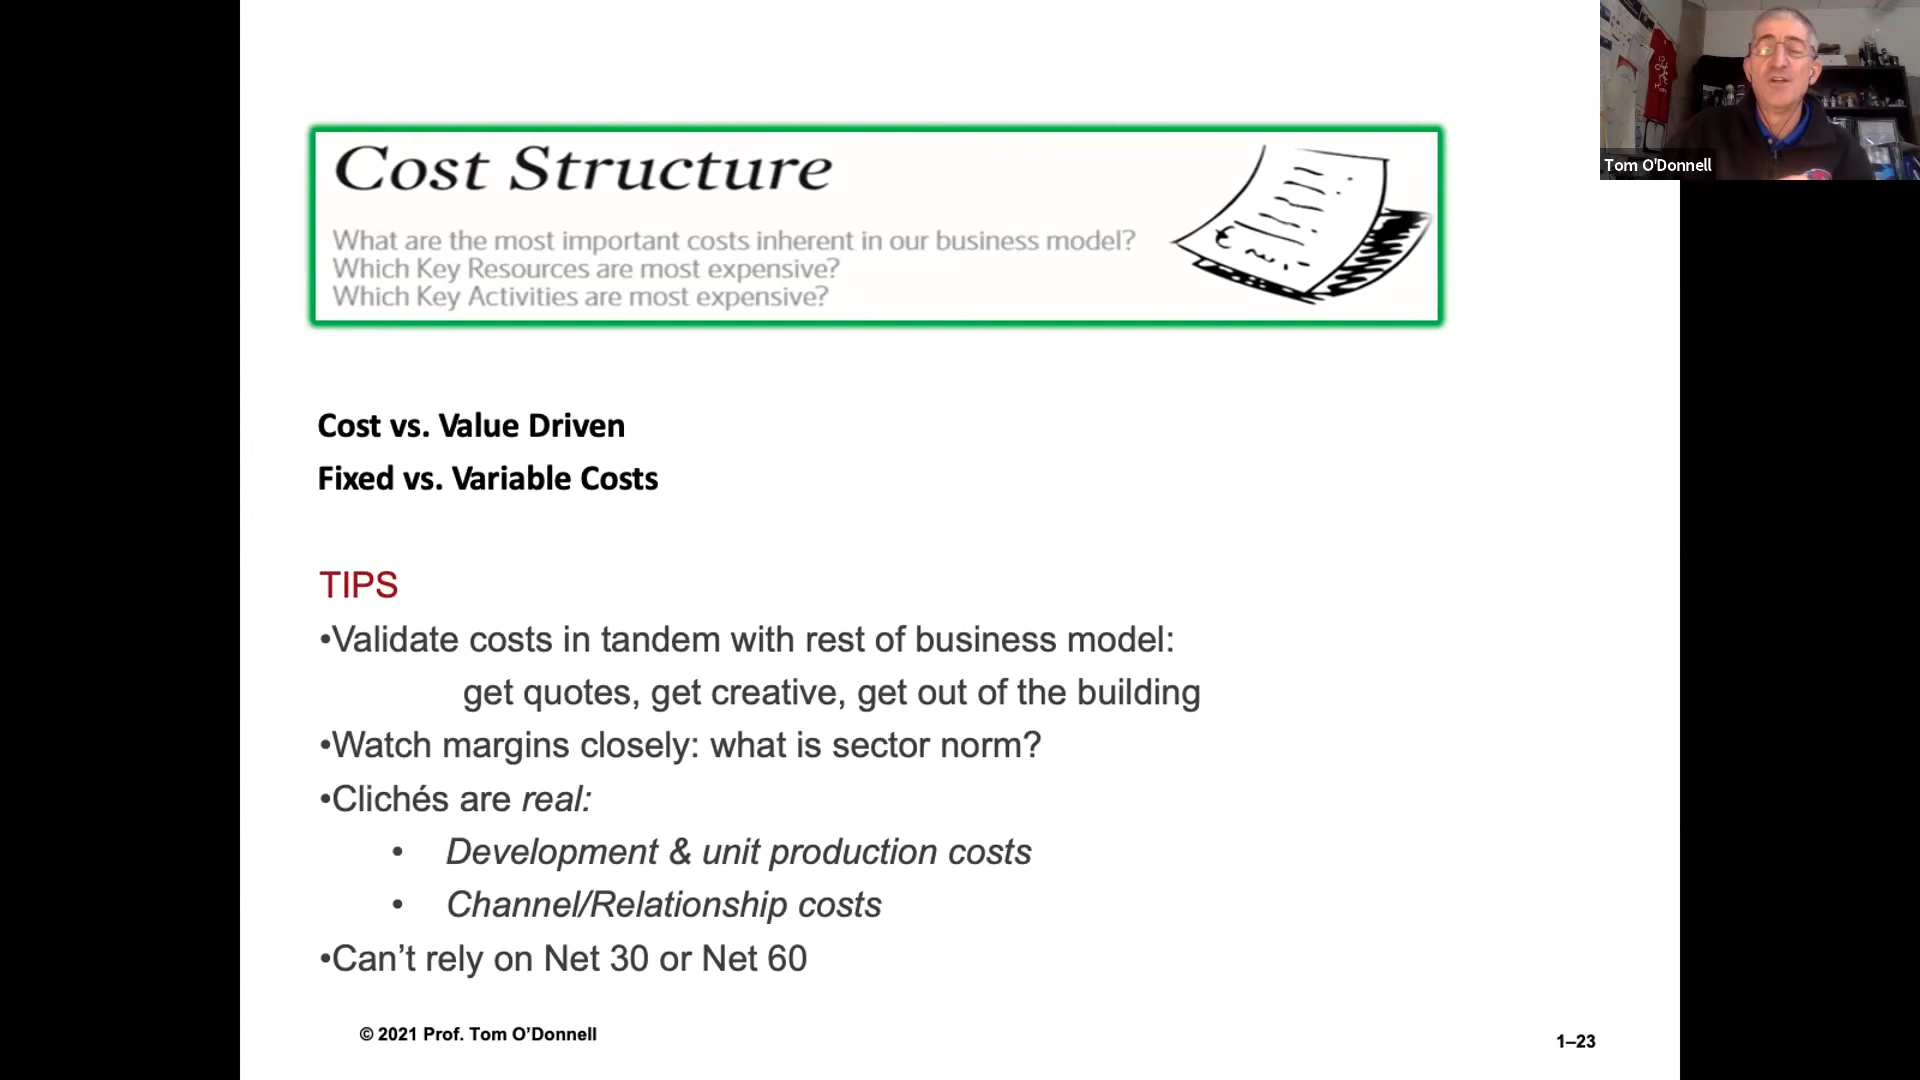 Cost Structure
What are the most important costs inherent in our business model?
Which Key Resources are most expensive?
Which Key Activities are most expensive?
Tom O'Donnell
Cost vs. Value Driven
Fixed vs. Variable Costs
TIPS
•Validate costs in tandem with rest of business model:
get quotes, get creative, get out of the building
•Watch margins closely: what is sector norm?
•Clichés are real:
• Development & unit production costs
• Channel/Relationship costs
•Can’t rely on Net 30 or Net 60
© 2021 Prof. Tom O’Donnell
1–23